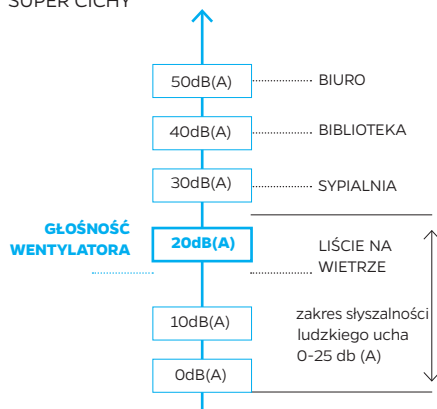 SUPER CICHY
50dB(A)
BIURO
40dB(A)
BIBLIOTEKA
30dB(A)
SYPIALNIA
GŁOŚNOŚĆ
WENTYLATORA
20dB(A)
LIŚCIE NA
WIETRZE
10dB(A)
zakres słyszalności
ludzkiego ucha
0-25 db (A)
0dB(A)